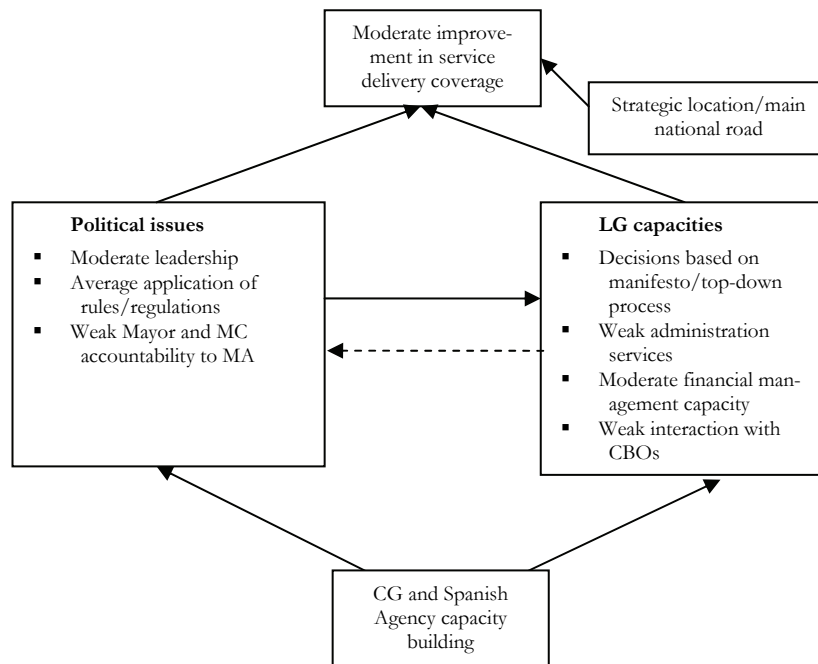 Moderate improve-
ment in service
delivery coverage
Strategic location/main
national road
Political issues
▪ Moderate leadership
▪ Average application of
rules/regulations
▪ Weak Mayor and MC
accountability to MA
LG capacities
▪ Decisions based on
manifesto/top-down
process
▪ Weak administration
services
▪ Moderate financial man-
agement capacity
▪ Weak interaction with
CBOs
CG and Spanish
Agency capacity
building